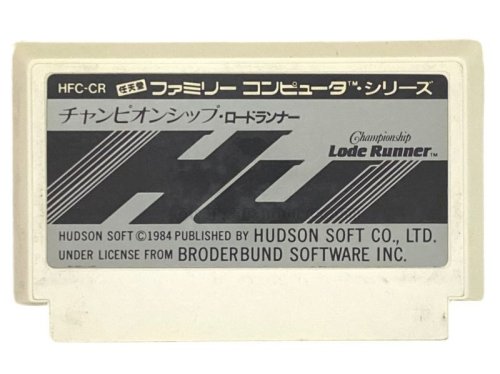 HFC-CR 任天堂 ファミリー コンピュータ™・シリーズ
チャンピオンシップ・ロードランナー
Championship
Lode Runner™
HU
HUDSON SOFT ©1984 PUBLISHED BY HUDSON SOFT CO., LTD.
UNDER LICENSE FROM BRODERBUND SOFTWARE INC.